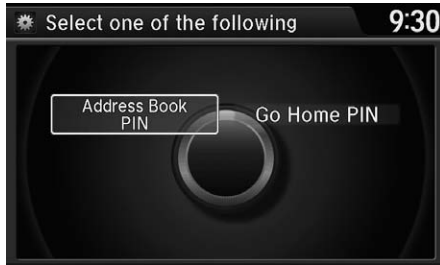 Select one of the following
9:30
Address Book
PIN
Go Home PIN